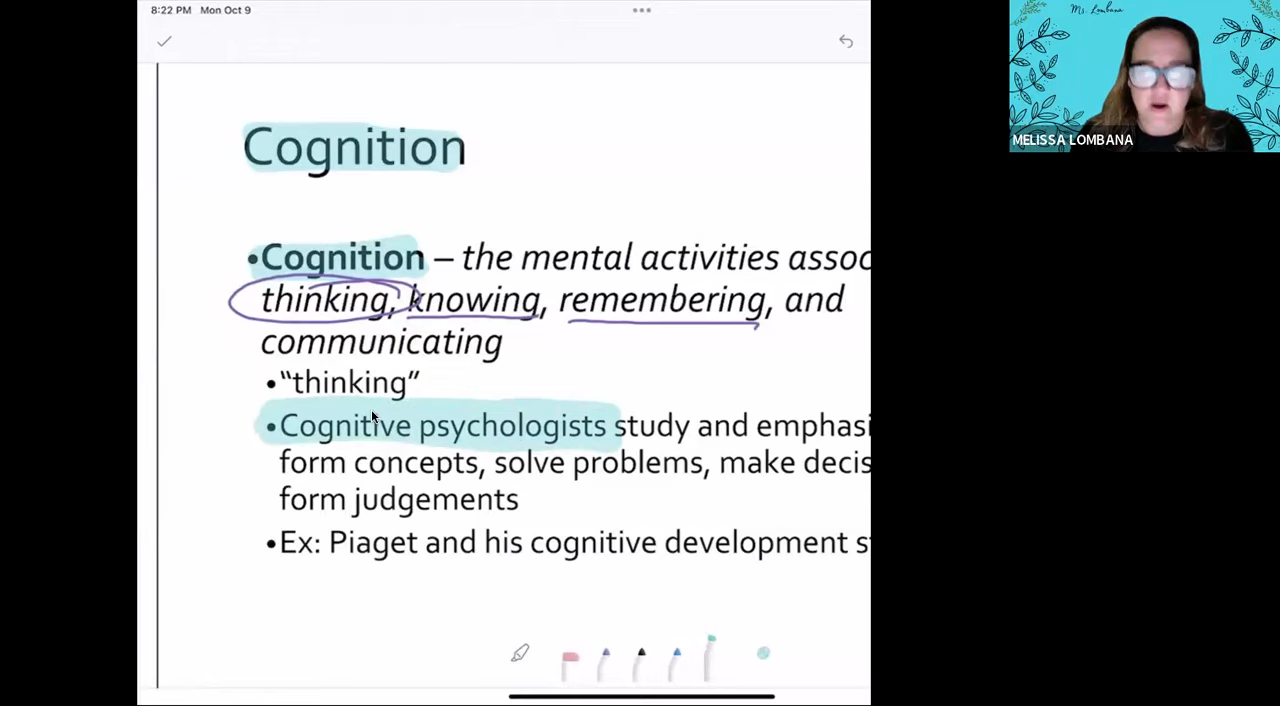 8:22 PM Mon Oct 9
Ms. Lombana
MELISSA LOMBANA
Cognition
•Cognition – the mental activities assoc
thinking, knowing, remembering, and
communicating
•“thinking”
•Cognitive psychologists study and emphasi
form concepts, solve problems, make decis
form judgements
•Ex: Piaget and his cognitive development s